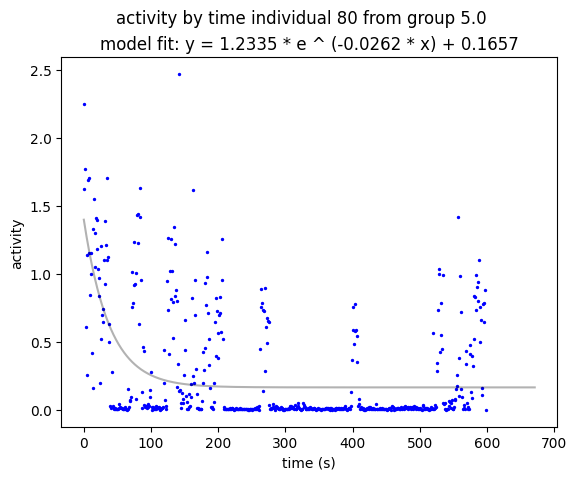 activity by time individual 80 from group 5.0
model fit: y = 1.2335 * e ^ (-0.0262 * x) + 0.1657
2.5
2.0
1.5
1.0
0.5
0.0
activity
0 100 200 300 400 500 600 700
time (s)